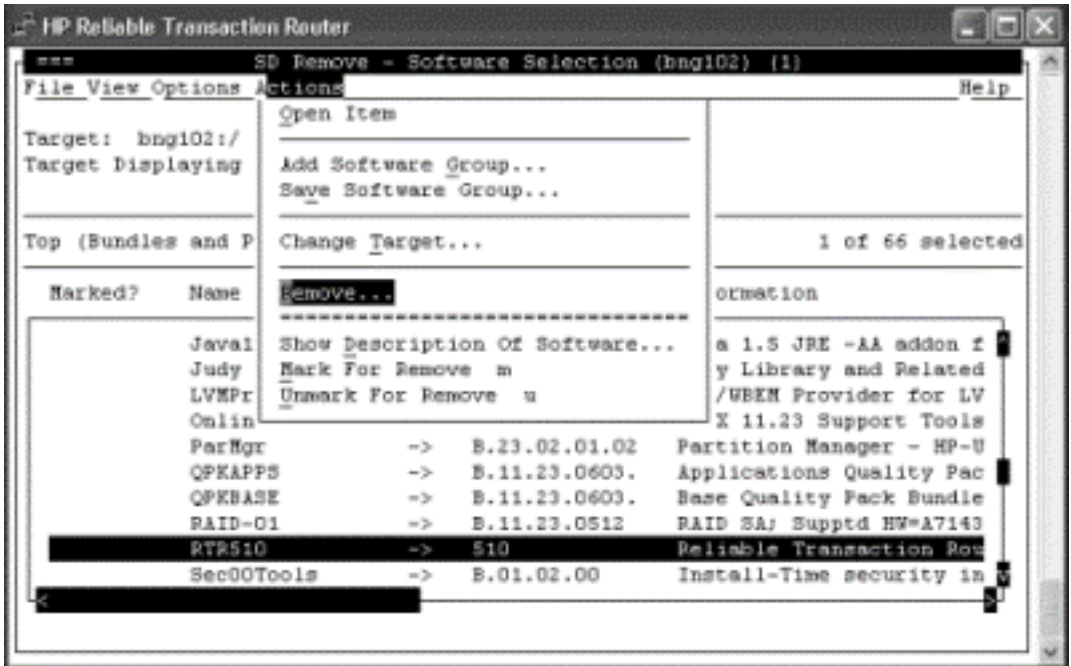 HP Reliable Transaction Router
=== SD Remove - Software Selection (bng102) (1)
File View Options Actions Help
Open Item
Target: bng102:/
Target Displaying Add Software Group...
Save Software Group...
Top (Bundles and P Change Target... 1 of 66 selected
Marked? Name Remove... ormation
Java1 Show Description Of Software... a 1.5 JRE -AA addon f
Judy Mark For Remove m y Library and Related
LVMPr Unmark For Remove u /WBEM Provider for LV
Onlin X 11.23 Support Tools
ParMgr -> B.23.02.01.02 Partition Manager - HP-U
QPKAPPS -> B.11.23.0603. Applications Quality Pac
QPKBASE -> B.11.23.0603. Base Quality Pack Bundle
RAID-01 -> B.11.23.0512 RAID SA; Supptd HW=A7143
RTR510 -> 510 Reliable Transaction Rou
Sec00Tools -> B.01.02.00 Install-Time security in